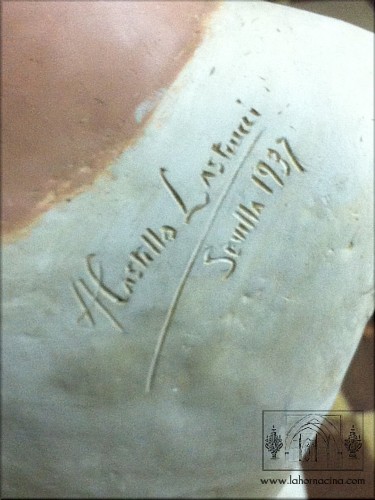 A Castillo Lastrucci
Sevilla 1937
www.lahornacina.com